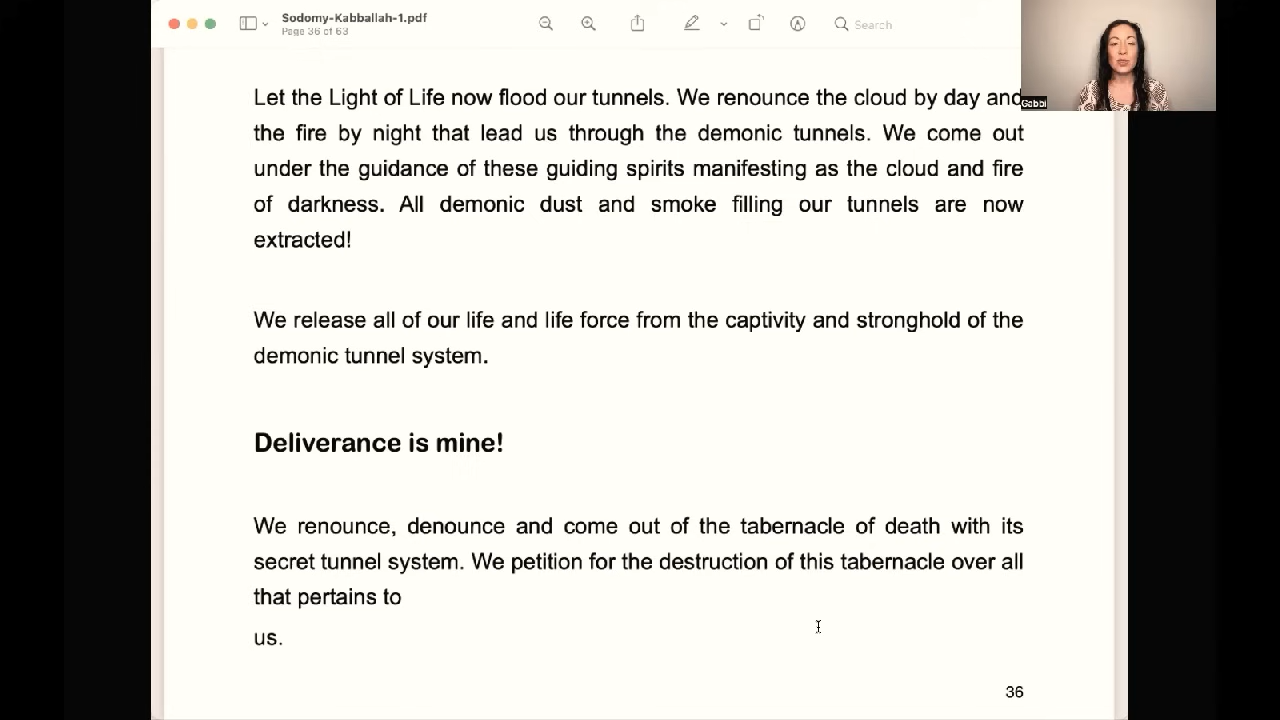 Sodomy-Kabballah-1.pdf
Page 36 of 63
Search
Gabbi
Let the Light of Life now flood our tunnels. We renounce the cloud by day and
the fire by night that lead us through the demonic tunnels. We come out
under the guidance of these guiding spirits manifesting as the cloud and fire
of darkness. All demonic dust and smoke filling our tunnels are now
extracted!
We release all of our life and life force from the captivity and stronghold of the
demonic tunnel system.
Deliverance is mine!
We renounce, denounce and come out of the tabernacle of death with its
secret tunnel system. We petition for the destruction of this tabernacle over all
that pertains to
us.
36